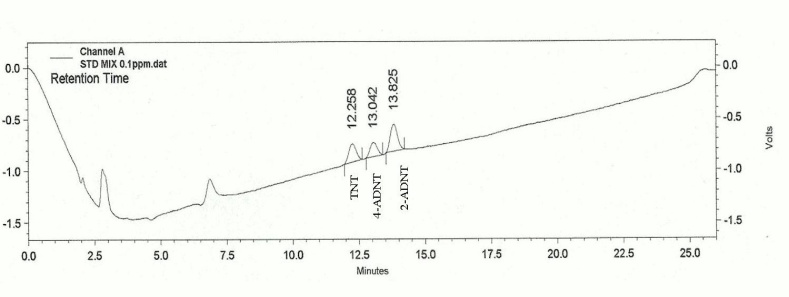 Channel A
STD MIX 0.1ppm.dat
Retention Time
0.0
-0.5
-1.0
-1.5
0.0
-0.5
-1.0
-1.5
Volts
12.258
13.042
13.825
TNT
4-ADNT
2-ADNT
0.0
2.5
5.0
7.5
10.0
12.5
15.0
17.5
20.0
22.5
25.0
Minutes